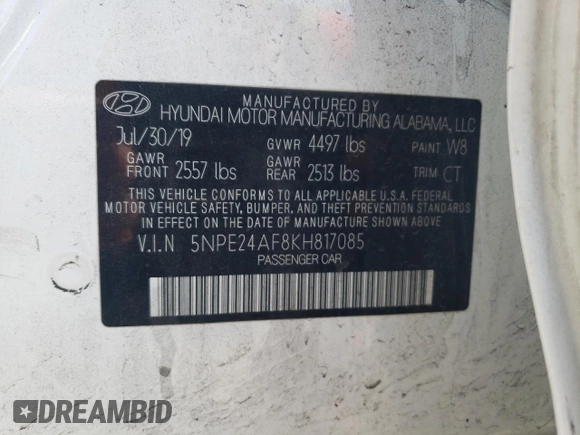 MANUFACTURED BY
HYUNDAI MOTOR MANUFACTURING ALABAMA, LLC
Jul/30/19 GVWR 4497 lbs PAINT W8
GAWR FRONT 2557 lbs GAWR REAR 2513 lbs TRIM CT
THIS VEHICLE CONFORMS TO ALL APPLICABLE U.S.A. FEDERAL
MOTOR VEHICLE SAFETY, BUMPER, AND THEFT PREVENTION
STANDARDS IN EFFECT ON THE DATE OF MANUFACTURE SHOWN ABOVE.
V.I.N 5NPE24AF8KH817085
PASSENGER CAR
DREAMBID